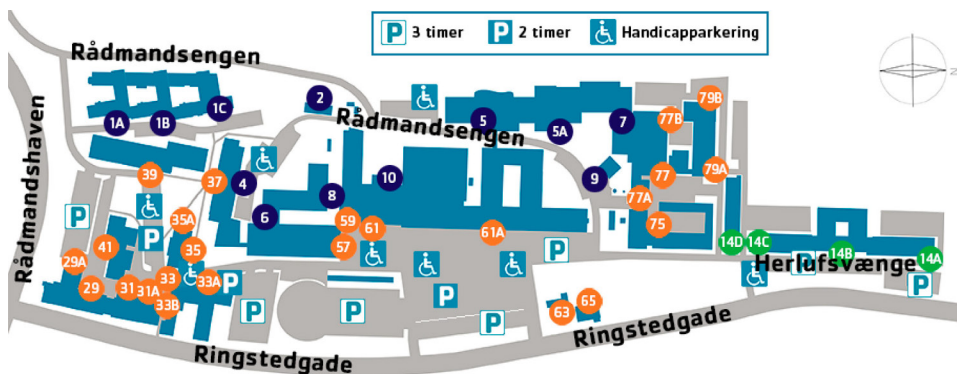 P 3 timer P 2 timer Handicapparkering
Rådmandsengen
N
1A
1B
1C
2
5
5A
7
77B
79B
Rådmandsengen
Rådmandshaven
39
37
4
6
8
10
9
77
77A
79A
75
P
P
35A
35
41
29A
29
31
31A
33
33A
33B
P
59
57
61
61A
P
14D
14C
14B
14A
Herlufsvænge
P
P
P
P
P
P
63
65
Ringstedgade
Ringstedgade